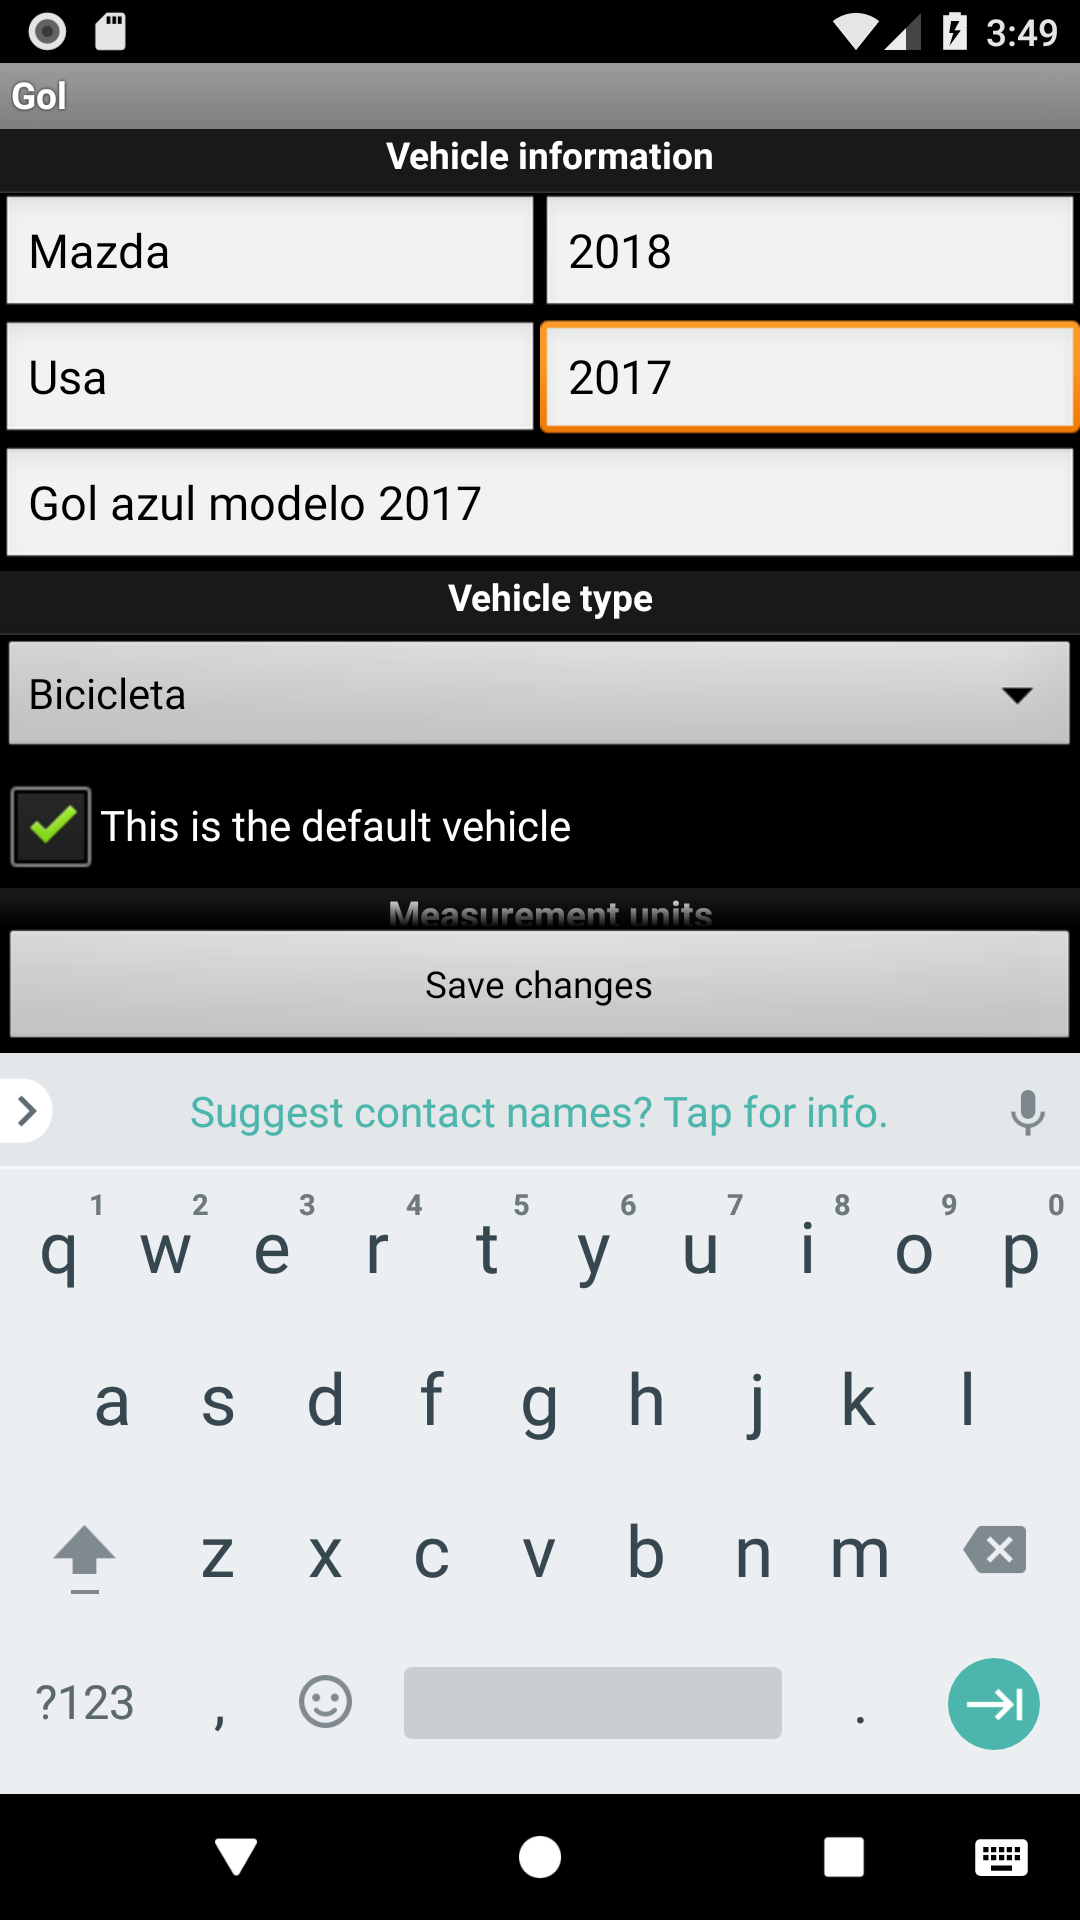 3:49
Gol
Vehicle information
Mazda 2018
Usa 2017
Gol azul modelo 2017
Vehicle type
Bicicleta
This is the default vehicle
Measurement units
Save changes
Suggest contact names? Tap for info.
1 2 3 4 5 6 7 8 9 0
q w e r t y u i o p
a s d f g h j k l
z x c v b n m
?123 , .